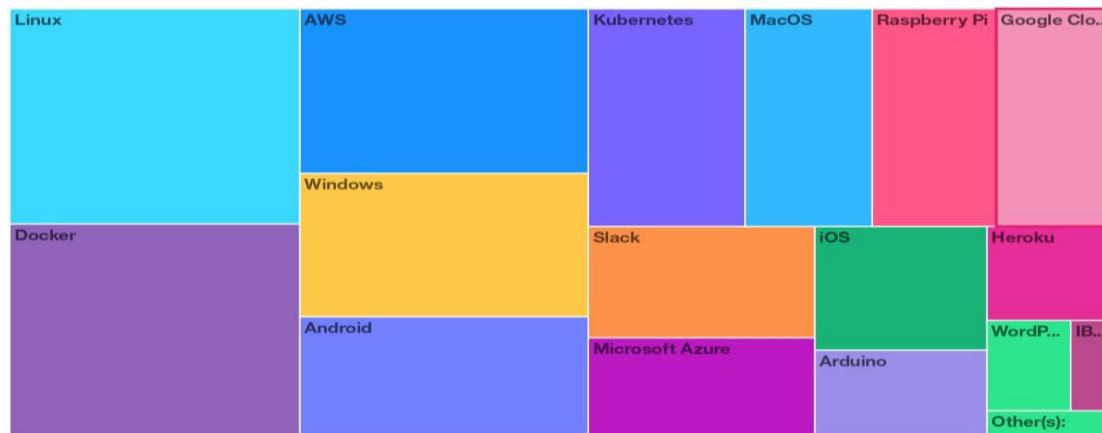 Linux
AWS
Kubernetes
MacOS
Raspberry Pi
Google Clo..
Windows
Docker
Slack
iOS
Heroku
Android
WordP...
IB..
Microsoft Azure
Arduino
Other(s):